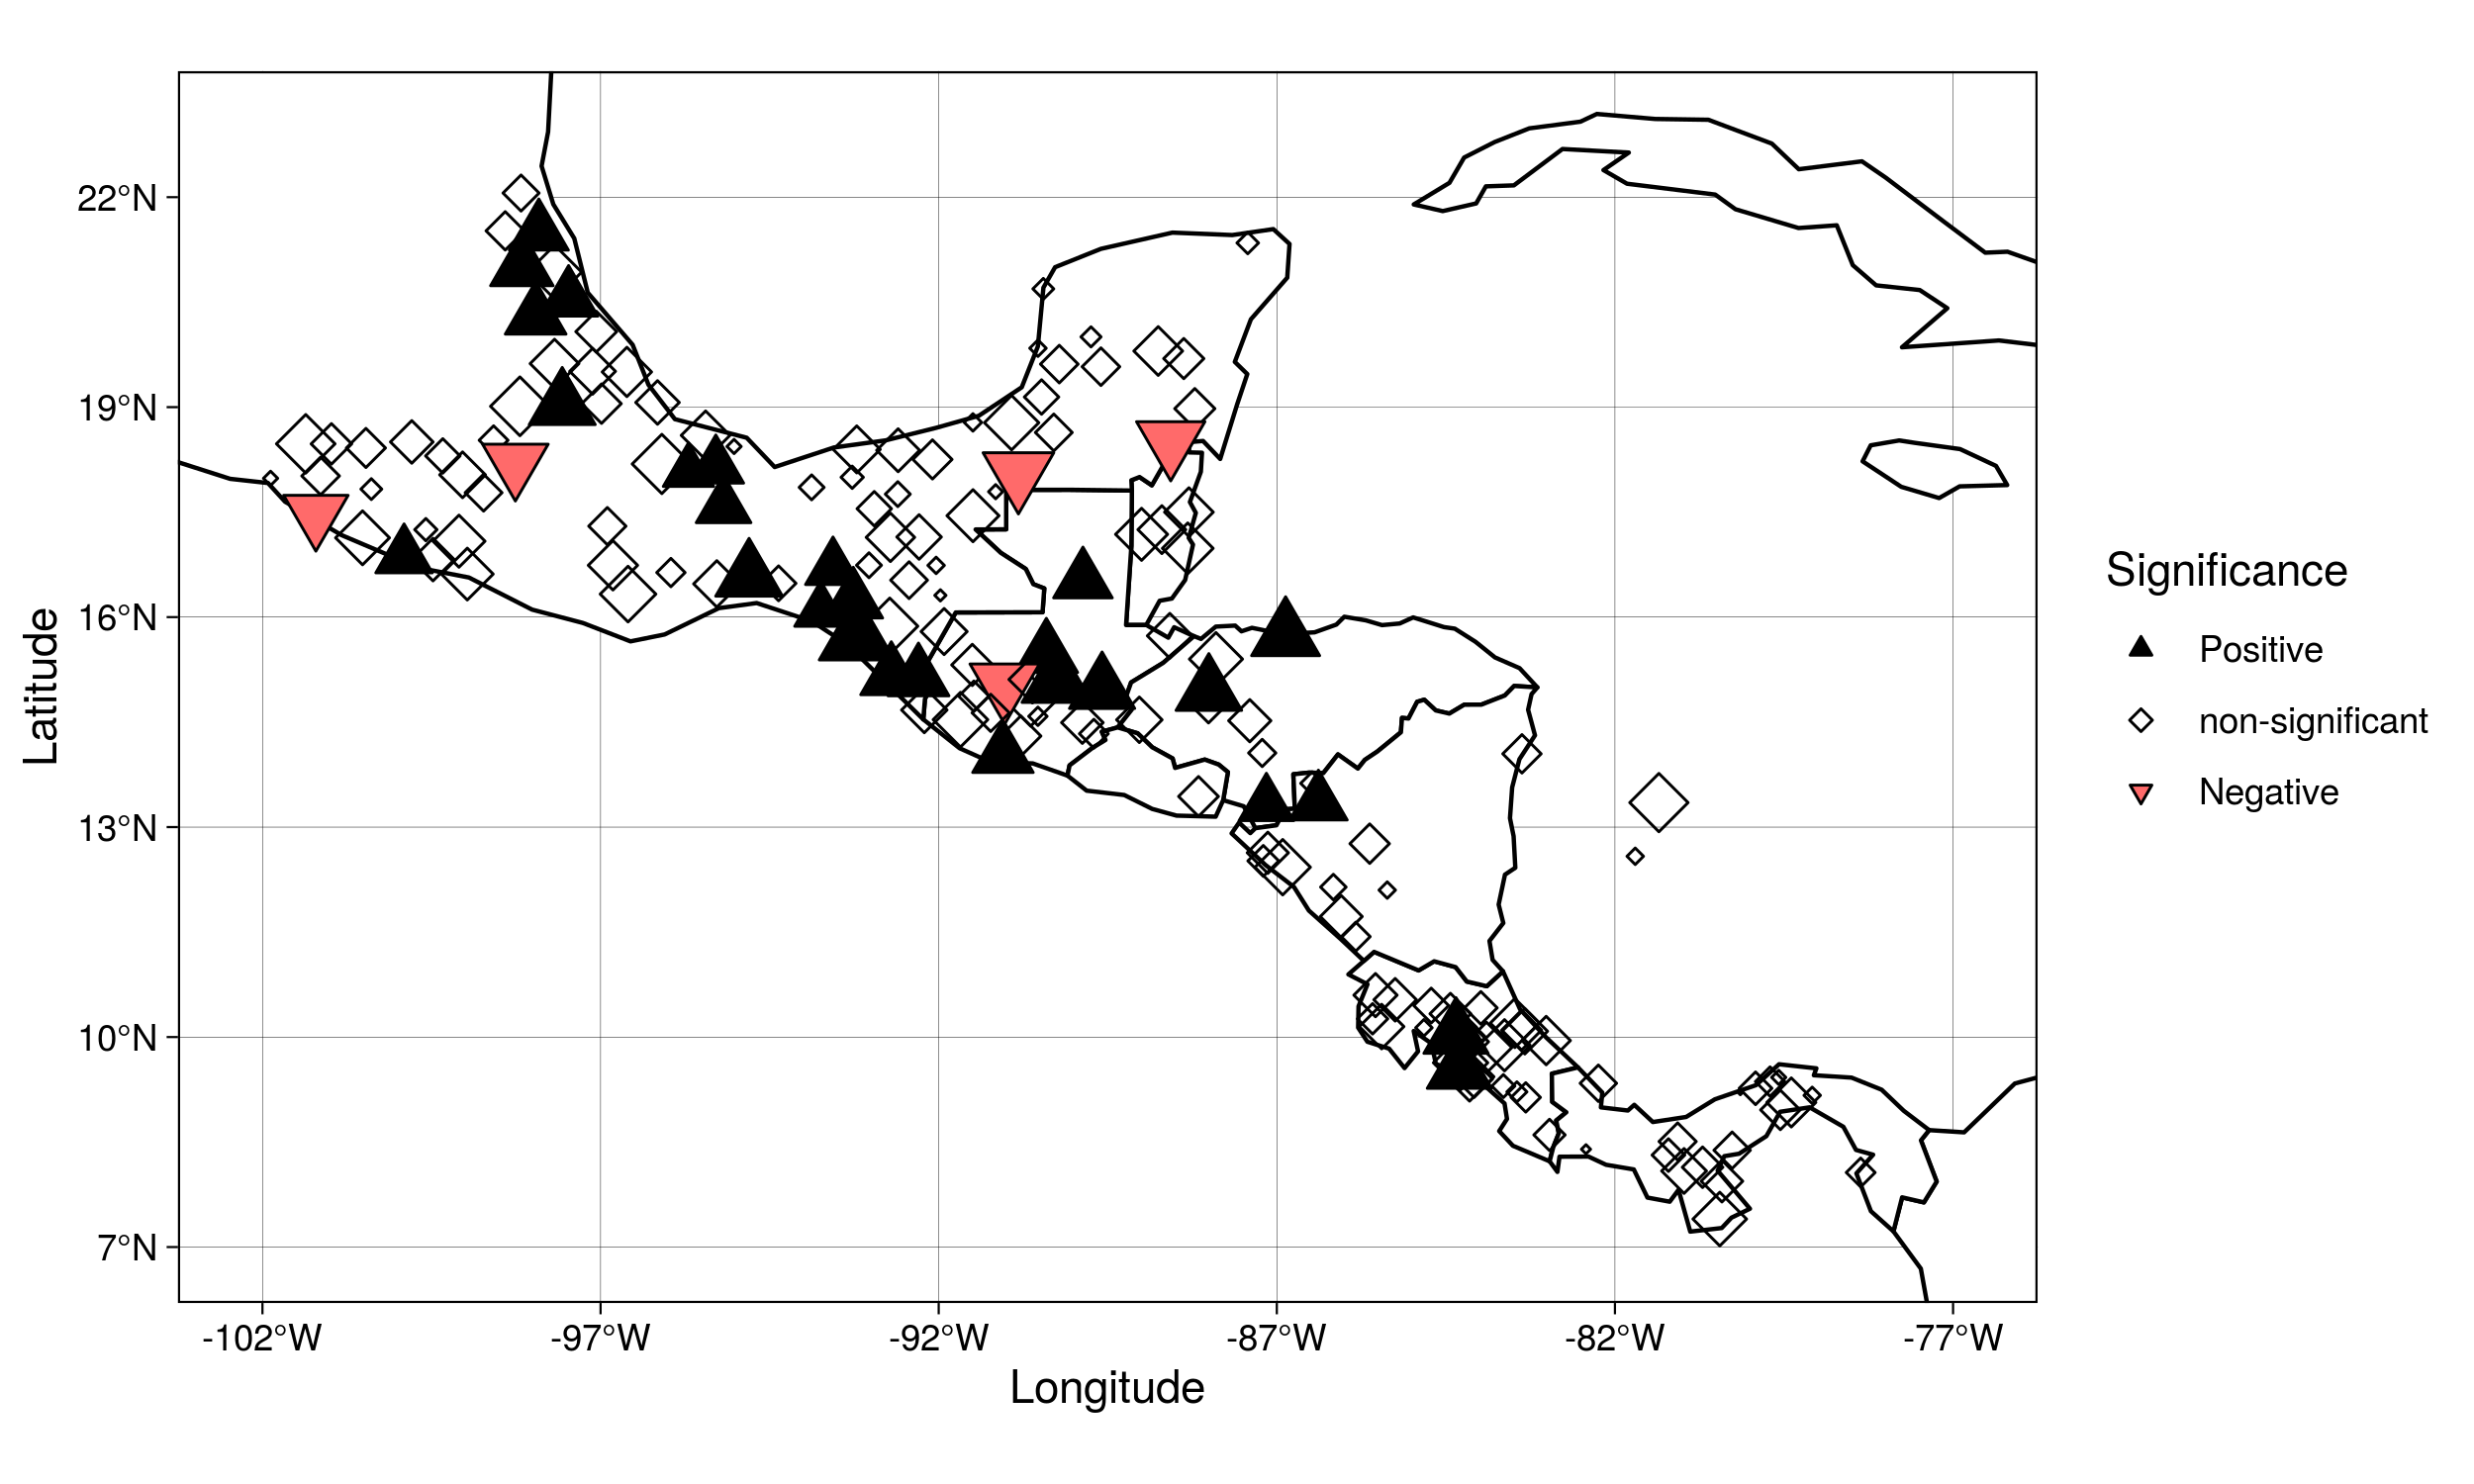 22°N
19°N
16°N
13°N
10°N
7°N
Latitude
-102°W
-97°W
-92°W
-87°W
-82°W
-77°W
Longitude
Significance
Positive
non-significant
Negative